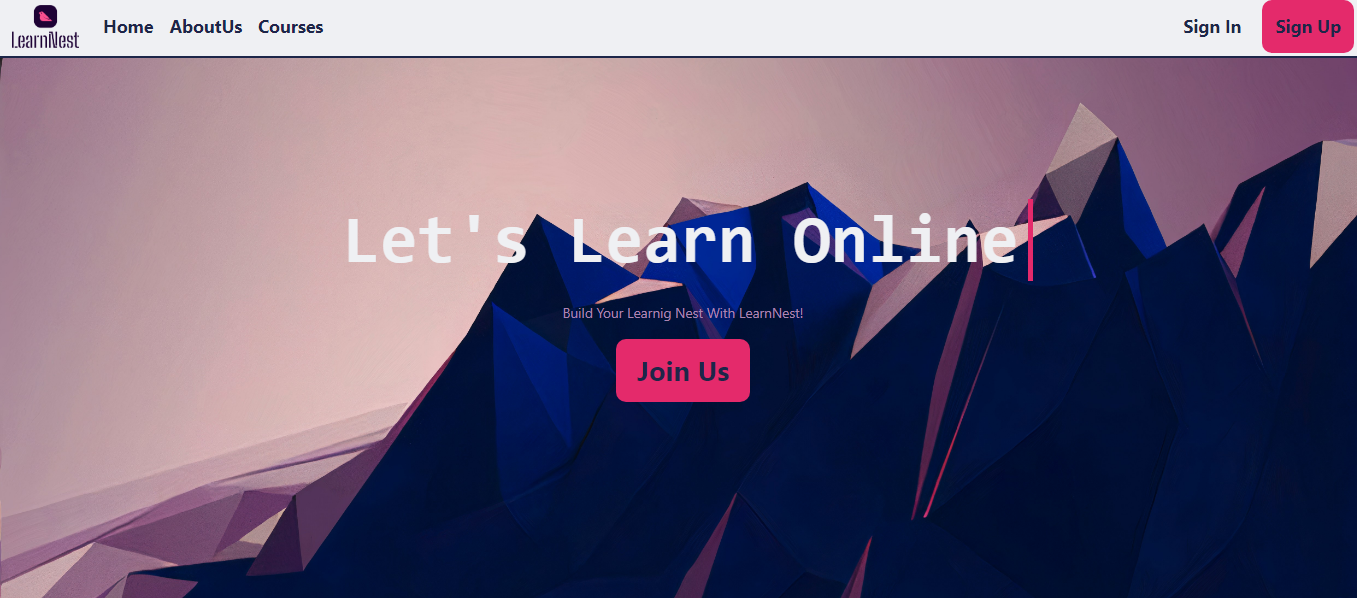 LearnNest
Home AboutUs Courses Sign In Sign Up
Let's Learn Online
Build Your Learnig Nest With LearnNest!
Join Us